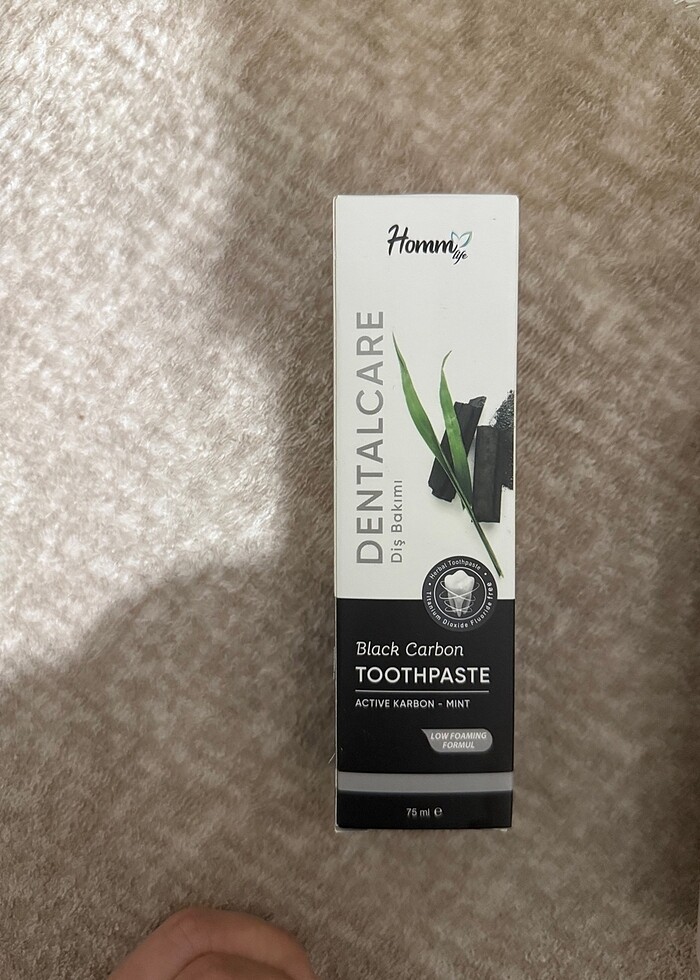 Homm
life
DENTALCARE
Diş Bakımı
Herbal Toothpaste
Titanium Dioxide Fluoride free
Black Carbon
TOOTHPASTE
ACTIVE KARBON - MINT
LOW FOAMING
FORMUL
75 ml ℮